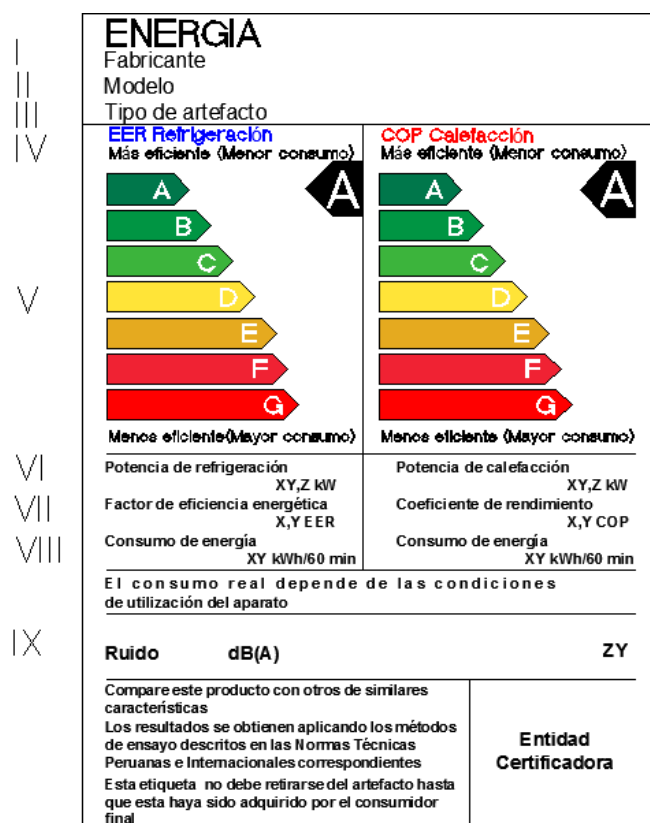 ENERGIA
I
Fabricante
II
Modelo
III
Tipo de artefacto
IV
EER Refrigeración
Más eficiente (Menor consumo)
A
A
B
C
D
E
F
G
Menos eficiente(Mayor consumo)
COP Calefacción
Más eficiente (Menor consumo)
A
A
B
C
D
E
F
G
Menos eficiente (Mayor consumo)
V
VI
Potencia de refrigeración
XY,Z kW
VII
Factor de eficiencia energética
X,Y EER
VIII
Consumo de energía
XY kWh/60 min
Potencia de calefacción
XY,Z kW
Coeficiente de rendimiento
X,Y COP
Consumo de energía
XY kWh/60 min
El consumo real depende de las condiciones
de utilización del aparato
IX
Ruido dB(A) ZY
Compare este producto con otros de similares
características
Los resultados se obtienen aplicando los métodos
de ensayo descritos en las Normas Técnicas
Peruanas e Internacionales correspondientes
Esta etiqueta no debe retirarse del artefacto hasta
que esta haya sido adquirido por el consumidor
final
Entidad
Certificadora